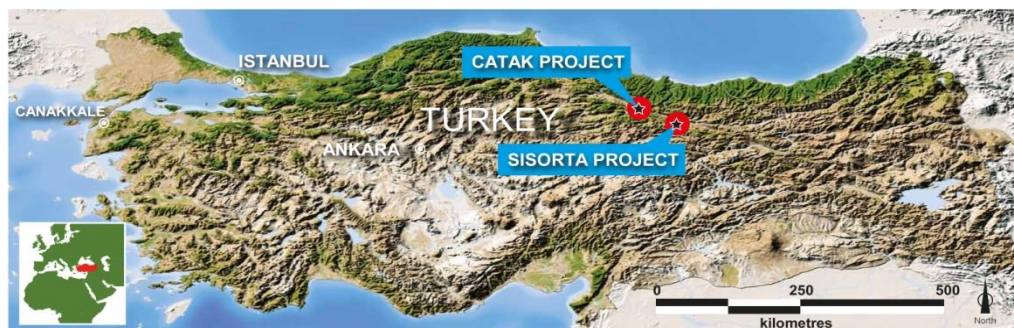 CATAK PROJECT
ISTANBUL
CANAKKALE
TURKEY
ANKARA
SISORTA PROJECT
0 250 500
kilometres
North